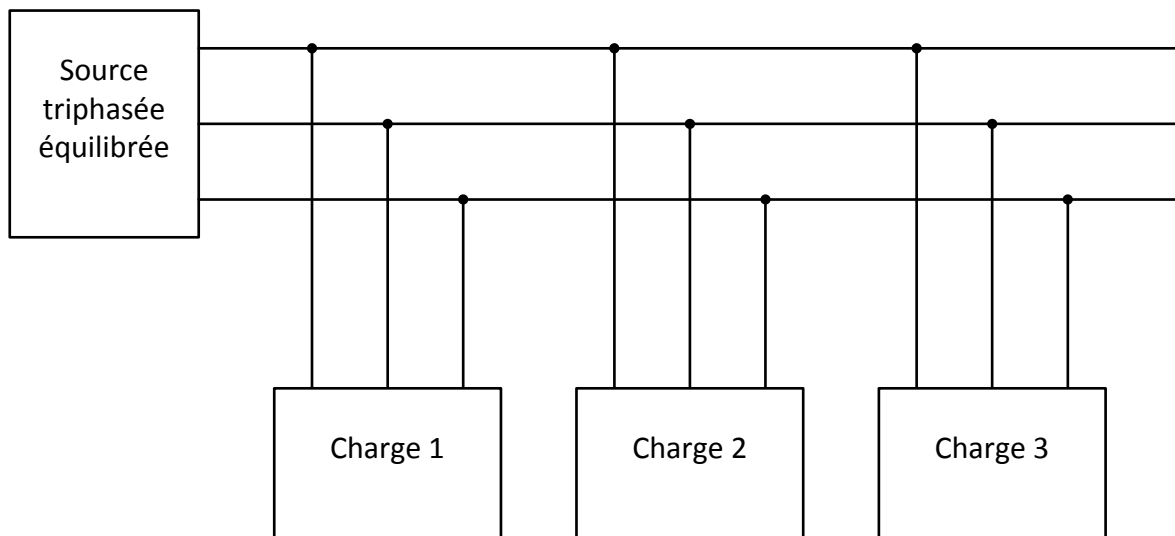 Source
triphasée
équilibrée
Charge 1
Charge 2
Charge 3